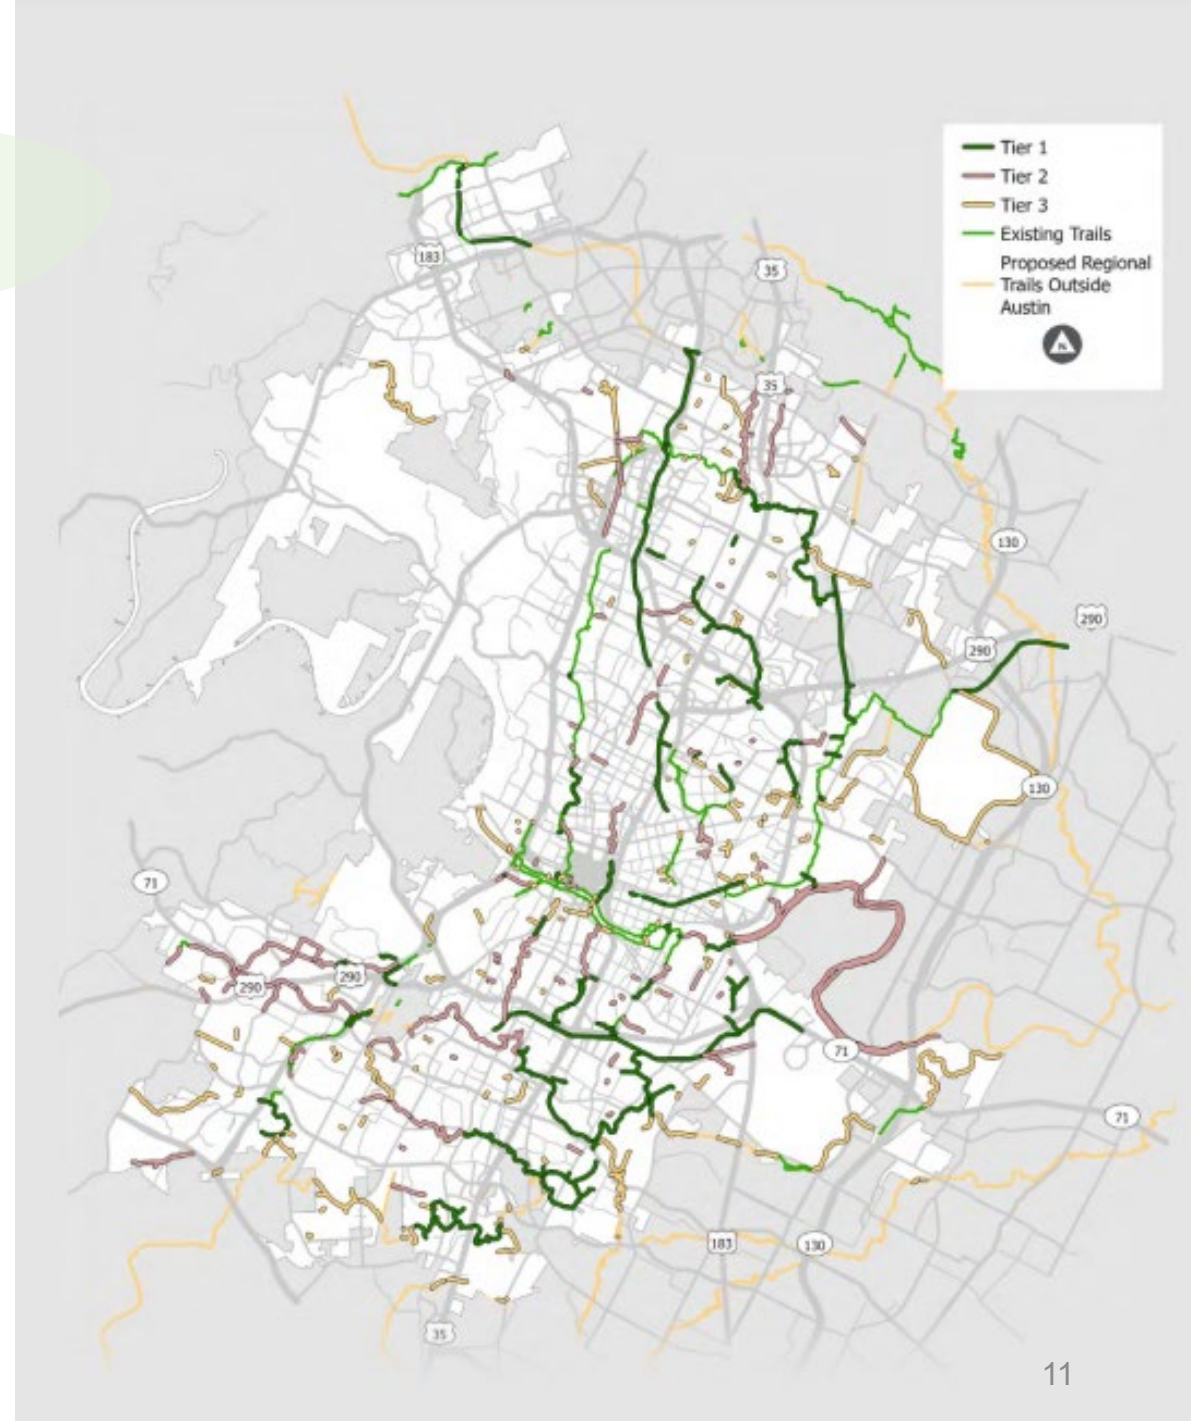 Tier 1
Tier 2
Tier 3
Existing Trails
Proposed Regional
Trails Outside
Austin
N
183
35
35
130
290
290
130
71
290
290
71
71
183
130
35
11